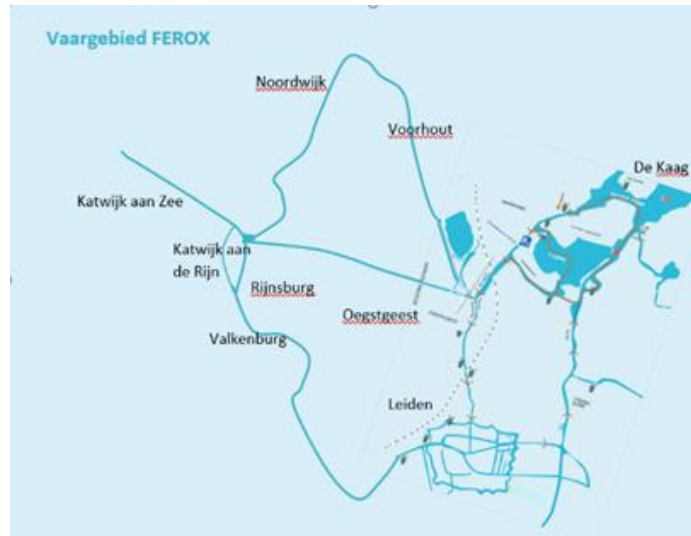 Vaargebied FEROX
Noordwijk
Voorhout
De Kaag
Katwijk aan Zee
Katwijk aan
de Rijn
Rijnsburg
Oegstgeest
Valkenburg
Leiden